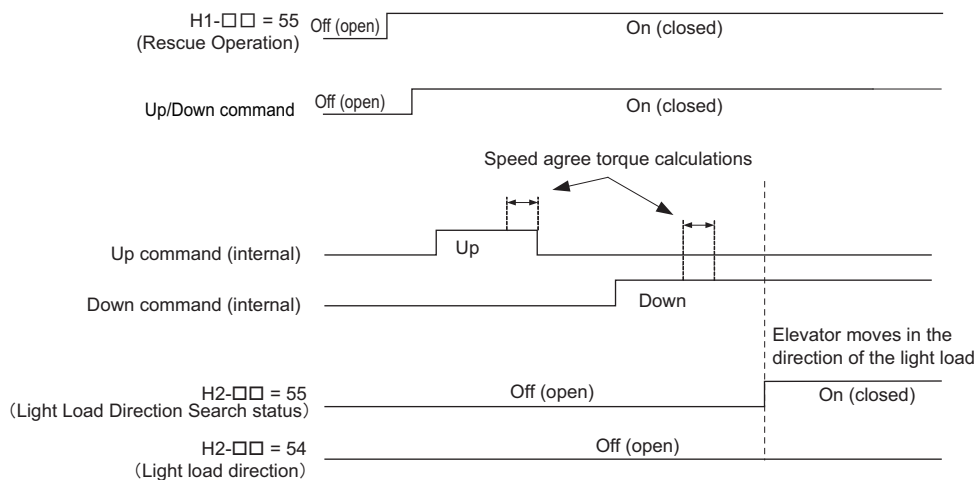 H1-□□ = 55
(Rescue Operation)
Off (open)
On (closed)
Up/Down command
Off (open)
On (closed)
Speed agree torque calculations
Up command (internal)
Up
Down command (internal)
Down
Elevator moves in the
direction of the light load
H2-□□ = 55
（Light Load Direction Search status）
Off (open)
On (closed)
H2-□□ = 54
（Light load direction）
Off (open)